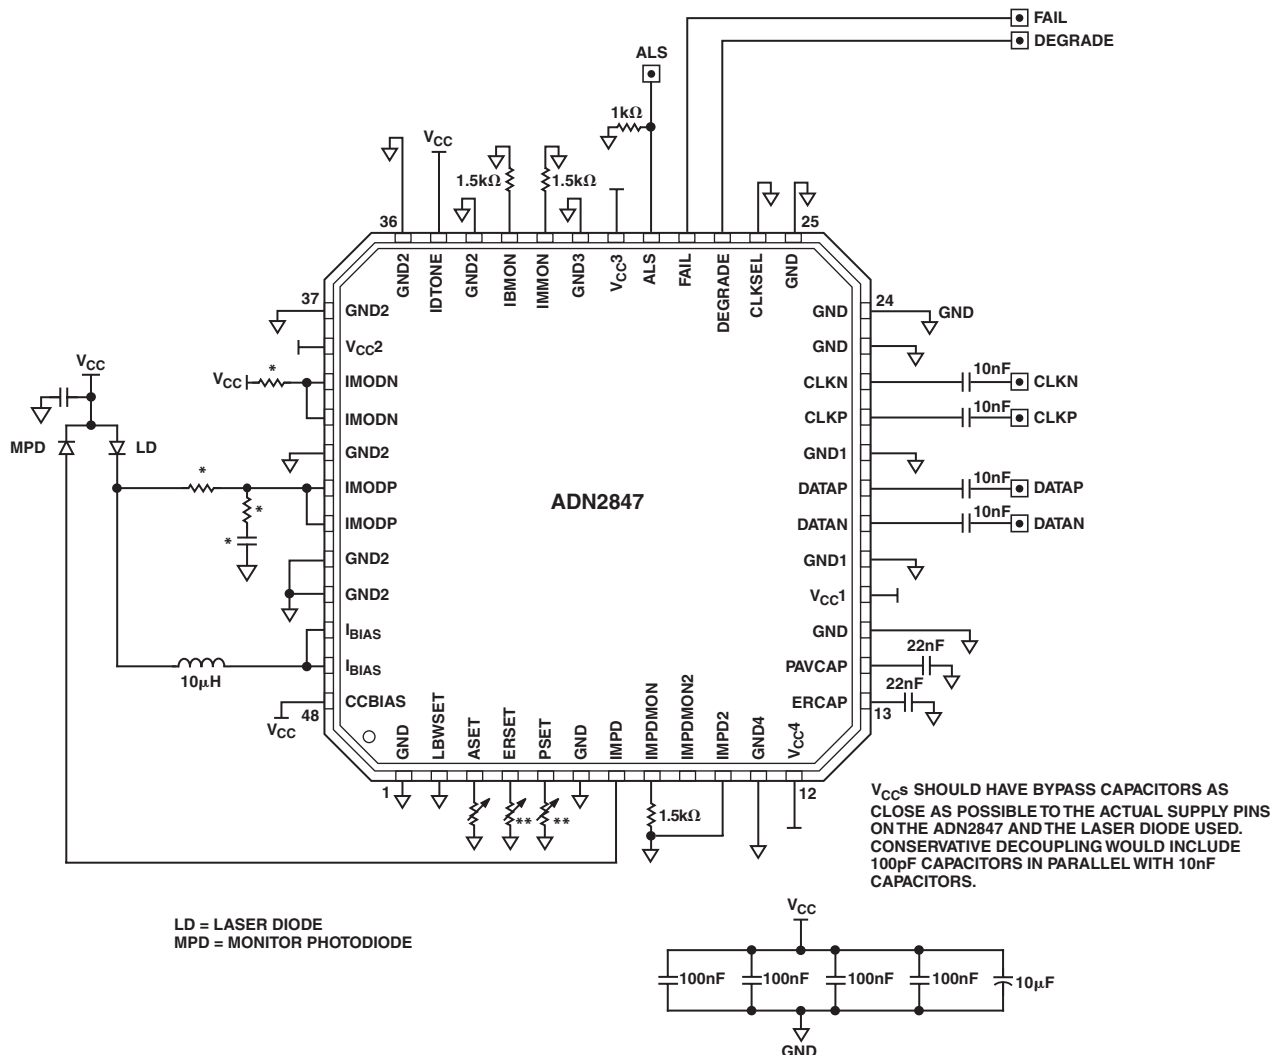 FAIL
DEGRADE
ALS
1kΩ
VCC
1.5kΩ
1.5kΩ
36
25
GND2
IDTONE
GND2
IBMON
IMMON
GND3
VCC3
ALS
FAIL
DEGRADE
CLKSEL
GND
37
GND2
VCC2
VCC
*
IMODN
IMODN
GND2
VCC
MPD
LD
*
IMODP
*
IMODP
*
GND2
GND2
IBIAS
IBIAS
10µH
CCBIAS
48
VCC
ADN2847
24
GND
GND
GND
CLKN
10nF
CLKN
CLKP
10nF
CLKP
GND1
DATAP
10nF
DATAP
DATAN
10nF
DATAN
GND1
VCC1
GND
PAVCAP
22nF
ERCAP
22nF
13
GND
LBWSET
ASET
ERSET
PSET
GND
IMPD
IMPDMON
IMPDMON2
IMPD2
GND4
VCC4
1
12
**
**
1.5kΩ
VCCs SHOULD HAVE BYPASS CAPACITORS AS
CLOSE AS POSSIBLE TO THE ACTUAL SUPPLY PINS
ON THE ADN2847 AND THE LASER DIODE USED.
CONSERVATIVE DECOUPLING WOULD INCLUDE
100pF CAPACITORS IN PARALLEL WITH 10nF
CAPACITORS.
LD = LASER DIODE
MPD = MONITOR PHOTODIODE
VCC
100nF
100nF
100nF
100nF
10µF
GND